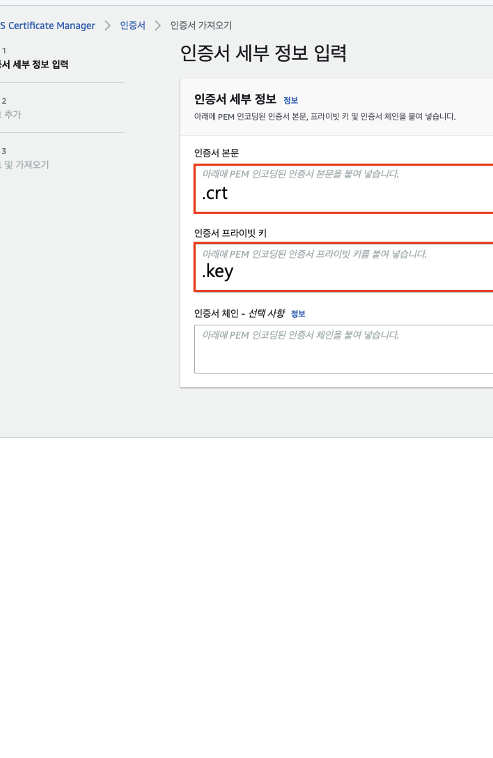 S Certificate Manager > 인증서 > 인증서 가져오기
1
인증서 세부 정보 입력
2
추가
3
및 가져오기
인증서 세부 정보 입력
인증서 세부 정보 정보
아래에 PEM 인코딩된 인증서 본문, 프라이빗 키 및 인증서 체인을 붙여 넣습니다.
인증서 본문
아래에 PEM 인코딩된 인증서 본문을 붙여 넣습니다.
.crt
인증서 프라이빗 키
아래에 PEM 인코딩된 인증서 프라이빗 키를 붙여 넣습니다.
.key
인증서 체인 - 선택 사항 정보
아래에 PEM 인코딩된 인증서 체인을 붙여 넣습니다.